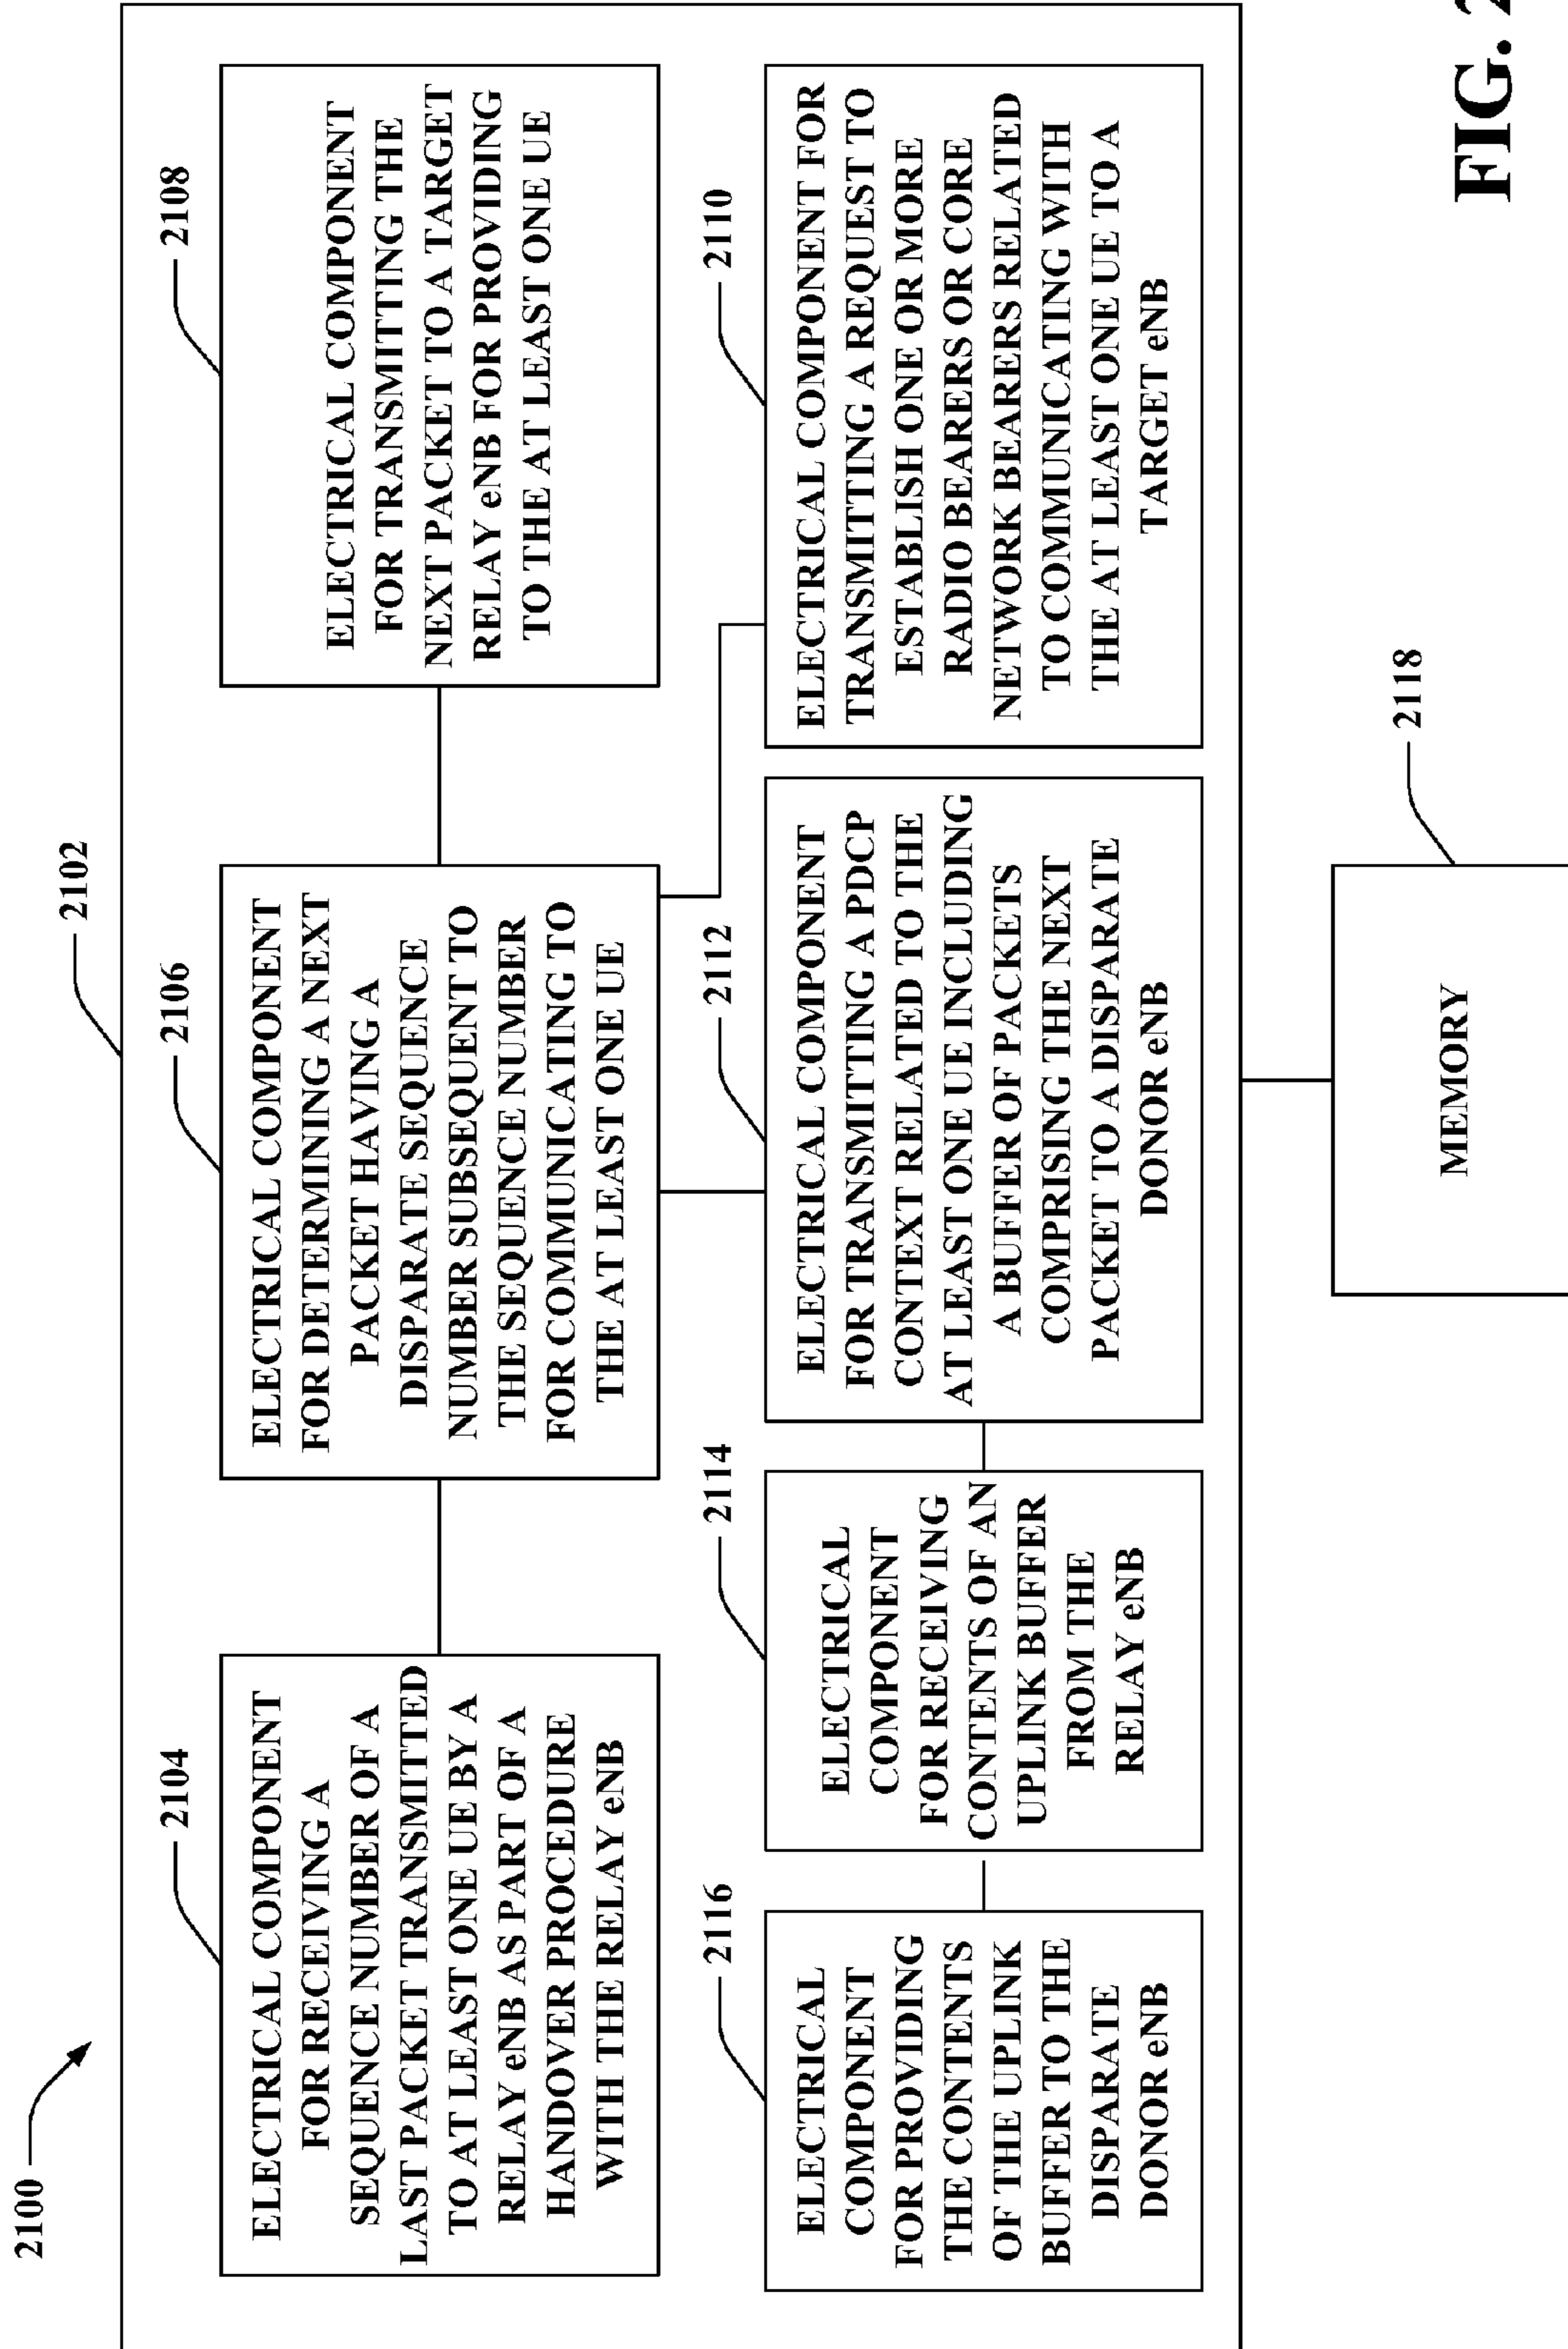 2100
2102
2104
ELECTRICAL COMPONENT
FOR RECEIVING A
SEQUENCE NUMBER OF A
LAST PACKET TRANSMITTED
TO AT LEAST ONE UE BY A
RELAY eNB AS PART OF A
HANDOVER PROCEDURE
WITH THE RELAY eNB
2106
ELECTRICAL COMPONENT
FOR DETERMINING A NEXT
PACKET HAVING A
DISPARATE SEQUENCE
NUMBER SUBSEQUENT TO
THE SEQUENCE NUMBER
FOR COMMUNICATING TO
THE AT LEAST ONE UE
2108
ELECTRICAL COMPONENT
FOR TRANSMITTING THE
NEXT PACKET TO A TARGET
RELAY eNB FOR PROVIDING
TO THE AT LEAST ONE UE
2116
ELECTRICAL
COMPONENT
FOR PROVIDING
THE CONTENTS
OF THE UPLINK
BUFFER TO THE
DISPARATE
DONOR eNB
2114
ELECTRICAL
COMPONENT
FOR RECEIVING
CONTENTS OF AN
UPLINK BUFFER
FROM THE
RELAY eNB
2112
ELECTRICAL COMPONENT
FOR TRANSMITTING A PDCP
CONTEXT RELATED TO THE
AT LEAST ONE UE INCLUDING
A BUFFER OF PACKETS
COMPRISING THE NEXT
PACKET TO A DISPARATE
DONOR eNB
2110
ELECTRICAL COMPONENT FOR
TRANSMITTING A REQUEST TO
ESTABLISH ONE OR MORE
RADIO BEARERS OR CORE
NETWORK BEARERS RELATED
TO COMMUNICATING WITH
THE AT LEAST ONE UE TO A
TARGET eNB
2118
MEMORY
FIG.